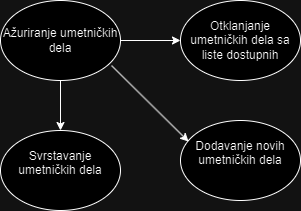 Ažuriranje umetničkih
dela
Otklanjanje
umetničkih dela sa
liste dostupnih
Svrstavanje
umetničkih dela
Dodavanje novih
umetničkih dela